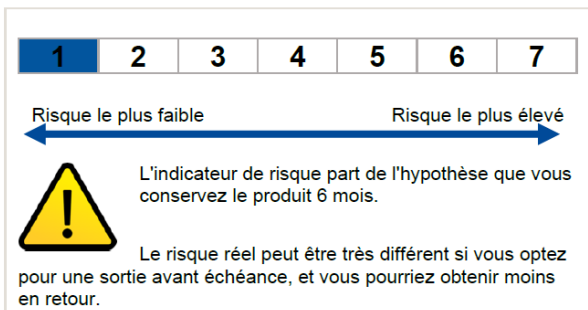 1 2 3 4 5 6 7
Risque le plus faible Risque le plus élevé
L'indicateur de risque part de l'hypothèse que vous
conservez le produit 6 mois.
Le risque réel peut être très différent si vous optez
pour une sortie avant échéance, et vous pourriez obtenir moins
en retour.